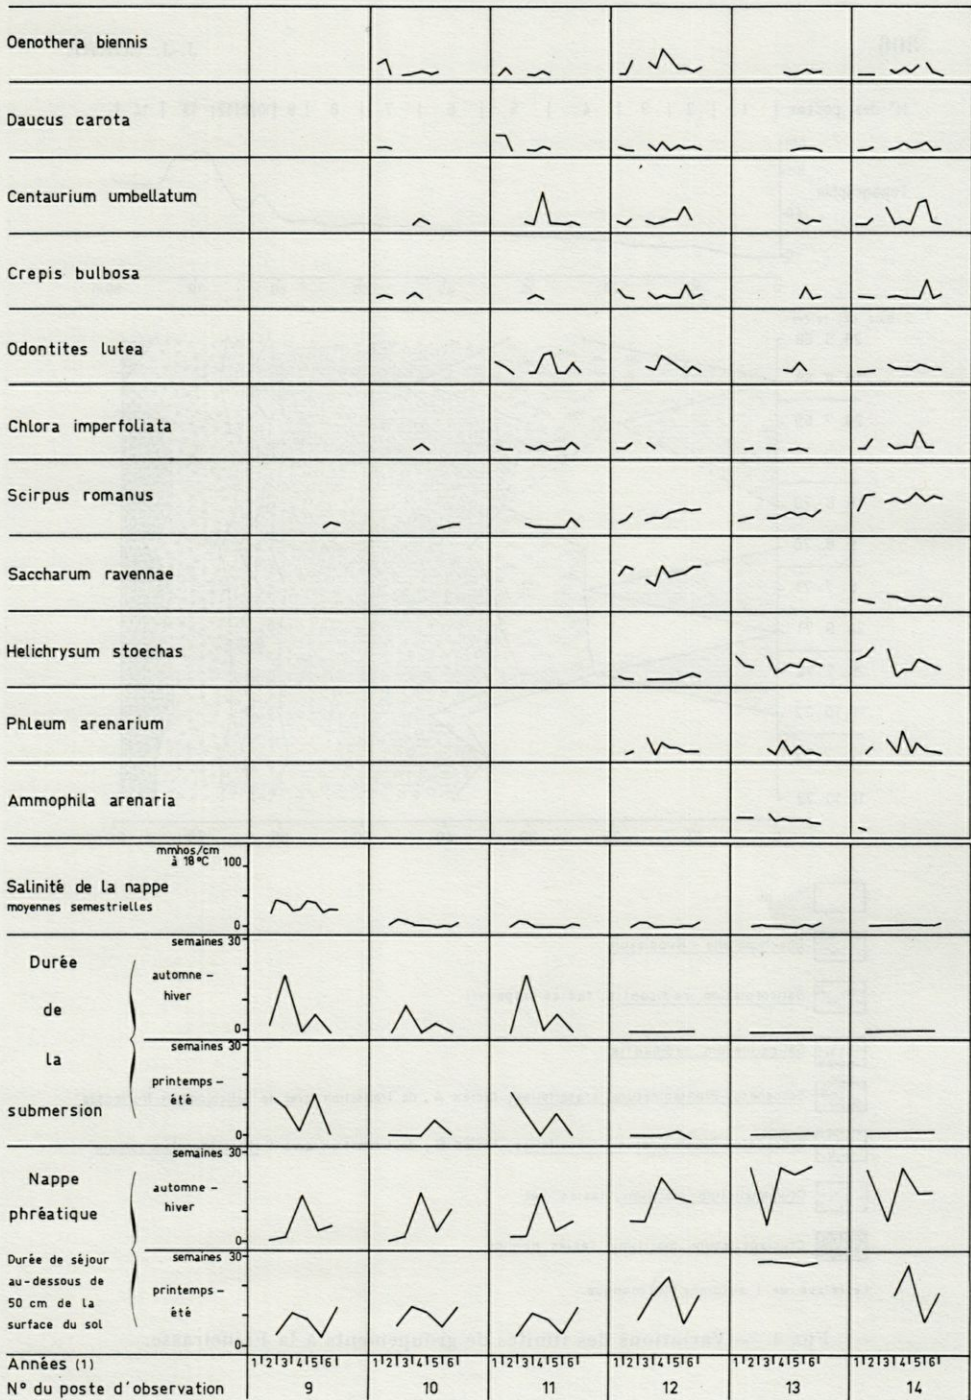 Oenothera biennis
Daucus carota
Centaurium umbellatum
Crepis bulbosa
Odontites lutea
Chlora imperfoliata
Scirpus romanus
Saccharum ravennae
Helichrysum stoechas
Phleum arenarium
Ammophila arenaria
mmhos/cm
à 18°C 100
Salinité de la nappe
moyennes semestrielles
0
Durée
de
la
submersion
semaines 30
automne –
hiver
0
semaines 30
printemps –
été
0
Nappe
phréatique
Durée de séjour
au-dessous de
50 cm de la
surface du sol
semaines 30
automne –
hiver
0
semaines 30
printemps –
été
0
Années (1) 1|2|3|4|5|6| 1|2|3|4|5|6| 1|2|3|4|5|6| 1|2|3|4|5|6| 1|2|3|4|5|6| 1|2|3|4|5|6|
N° du poste d'observation 9 10 11 12 13 14